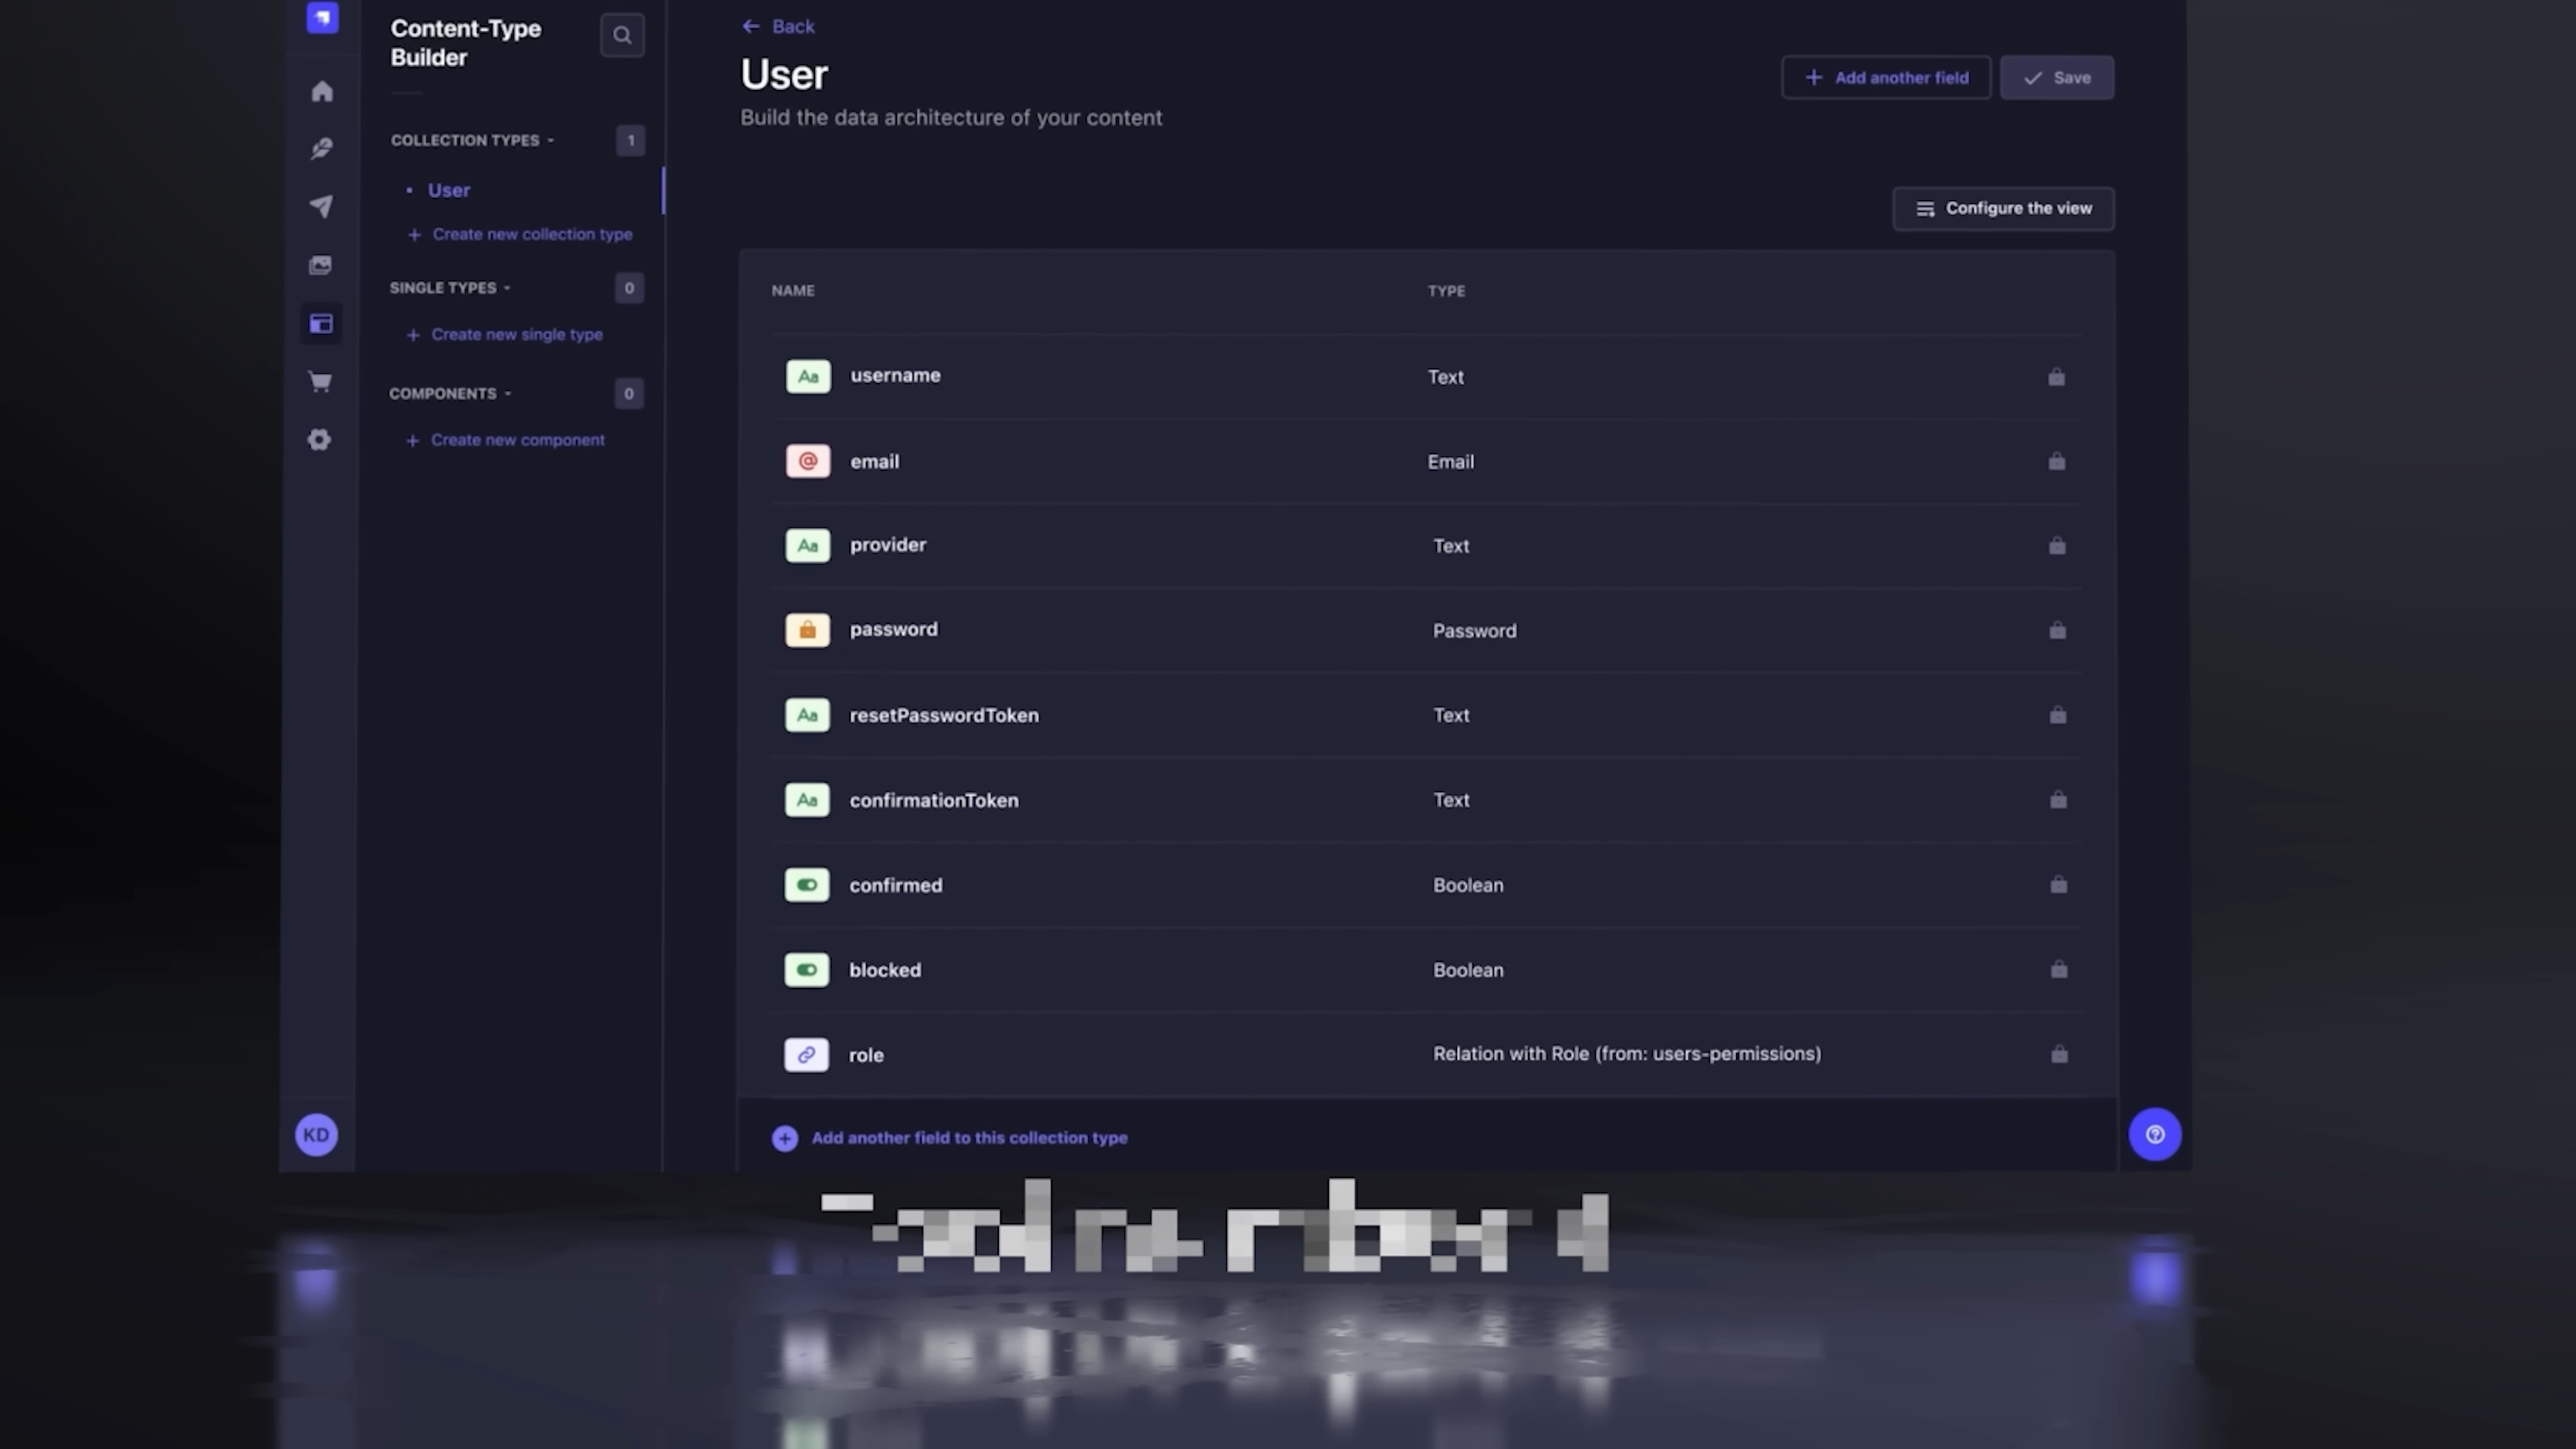 Content-Type
Builder
COLLECTION TYPES 1
User
+ Create new collection type
SINGLE TYPES 0
+ Create new single type
COMPONENTS 0
+ Create new component
KD
← Back
User
Build the data architecture of your content
+ Add another field
Save
Configure the view
NAME TYPE
Aa username Text
@ email Email
Aa provider Text
password Password
Aa resetPasswordToken Text
Aa confirmationToken Text
confirmed Boolean
blocked Boolean
role Relation with Role (from: users-permissions)
+ Add another field to this collection type
?